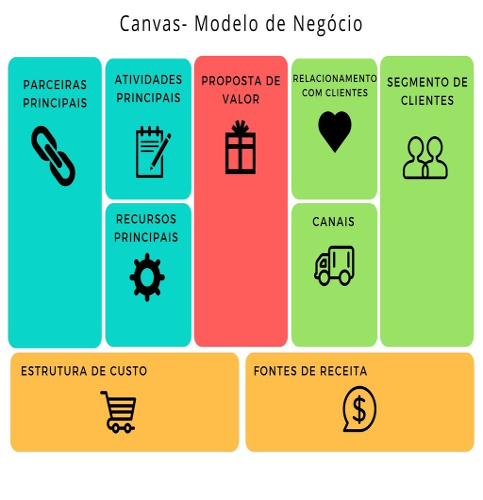 Canvas- Modelo de Negócio
PARCEIRAS
PRINCIPAIS
ATIVIDADES
PRINCIPAIS
RECURSOS
PRINCIPAIS
PROPOSTA DE
VALOR
RELACIONAMENTO
COM CLIENTES
CANAIS
SEGMENTO DE
CLIENTES
ESTRUTURA DE CUSTO
FONTES DE RECEITA
$